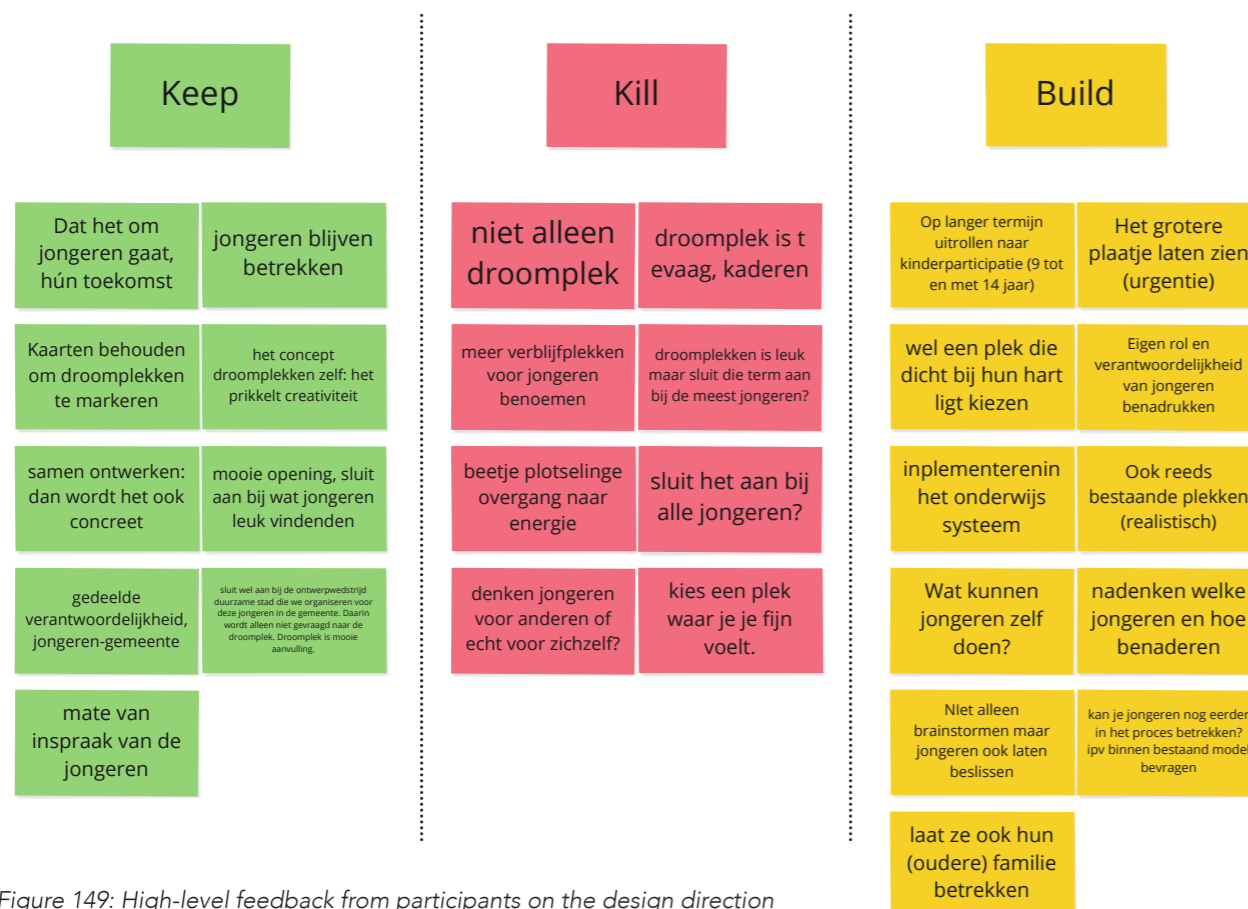 Keep
Dat het om
jongeren gaat,
hún toekomst
jongeren blijven
betrekken
Kaarten behouden
om droomplekken
te markeren
het concept
droomplekken zelf: het
prikkelt creativiteit
samen ontwerken:
dan wordt het ook
concreet
mooie opening, sluit
aan bij wat jongeren
leuk vindenden
gedeelde
verantwoordelijkheid,
jongeren-gemeente
sluit wel aan bij de ontwerpwedstrijd
duurzame stad die we organiseren voor
deze jongeren in de gemeente. Daarin
wordt alleen niet gevraagd naar de
droomplek. Droomplek is mooie
aanvulling.
mate van
inspraak van de
jongeren
Kill
niet alleen
droomplek
droomplek is t
evaag, kaderen
meer verblijfplekken
voor jongeren
benoemen
droomplekken is leuk
maar sluit die term aan
bij de meest jongeren?
beetje plotselinge
overgang naar
energie
sluit het aan bij
alle jongeren?
denken jongeren
voor anderen of
echt voor zichzelf?
kies een plek
waar je je fijn
voelt.
Build
Op langer termijn
uitrollen naar
kinderparticipatie (9 tot
en met 14 jaar)
Het grotere
plaatje laten zien
(urgentie)
wel een plek die
dicht bij hun hart
ligt kiezen
Eigen rol en
verantwoordelijkheid
van jongeren
benadrukken
inplementerenin
het onderwijs
systeem
Ook reeds
bestaande plekken
(realistisch)
Wat kunnen
jongeren zelf
doen?
nadenken welke
jongeren en hoe
benaderen
NIet alleen
brainstormen maar
jongeren ook laten
beslissen
kan je jongeren nog eerder
in het proces betrekken?
ipv binnen bestaand model
bevragen
laat ze ook hun
(oudere) familie
betrekken
Figure 149: High-level feedback from participants on the design direction